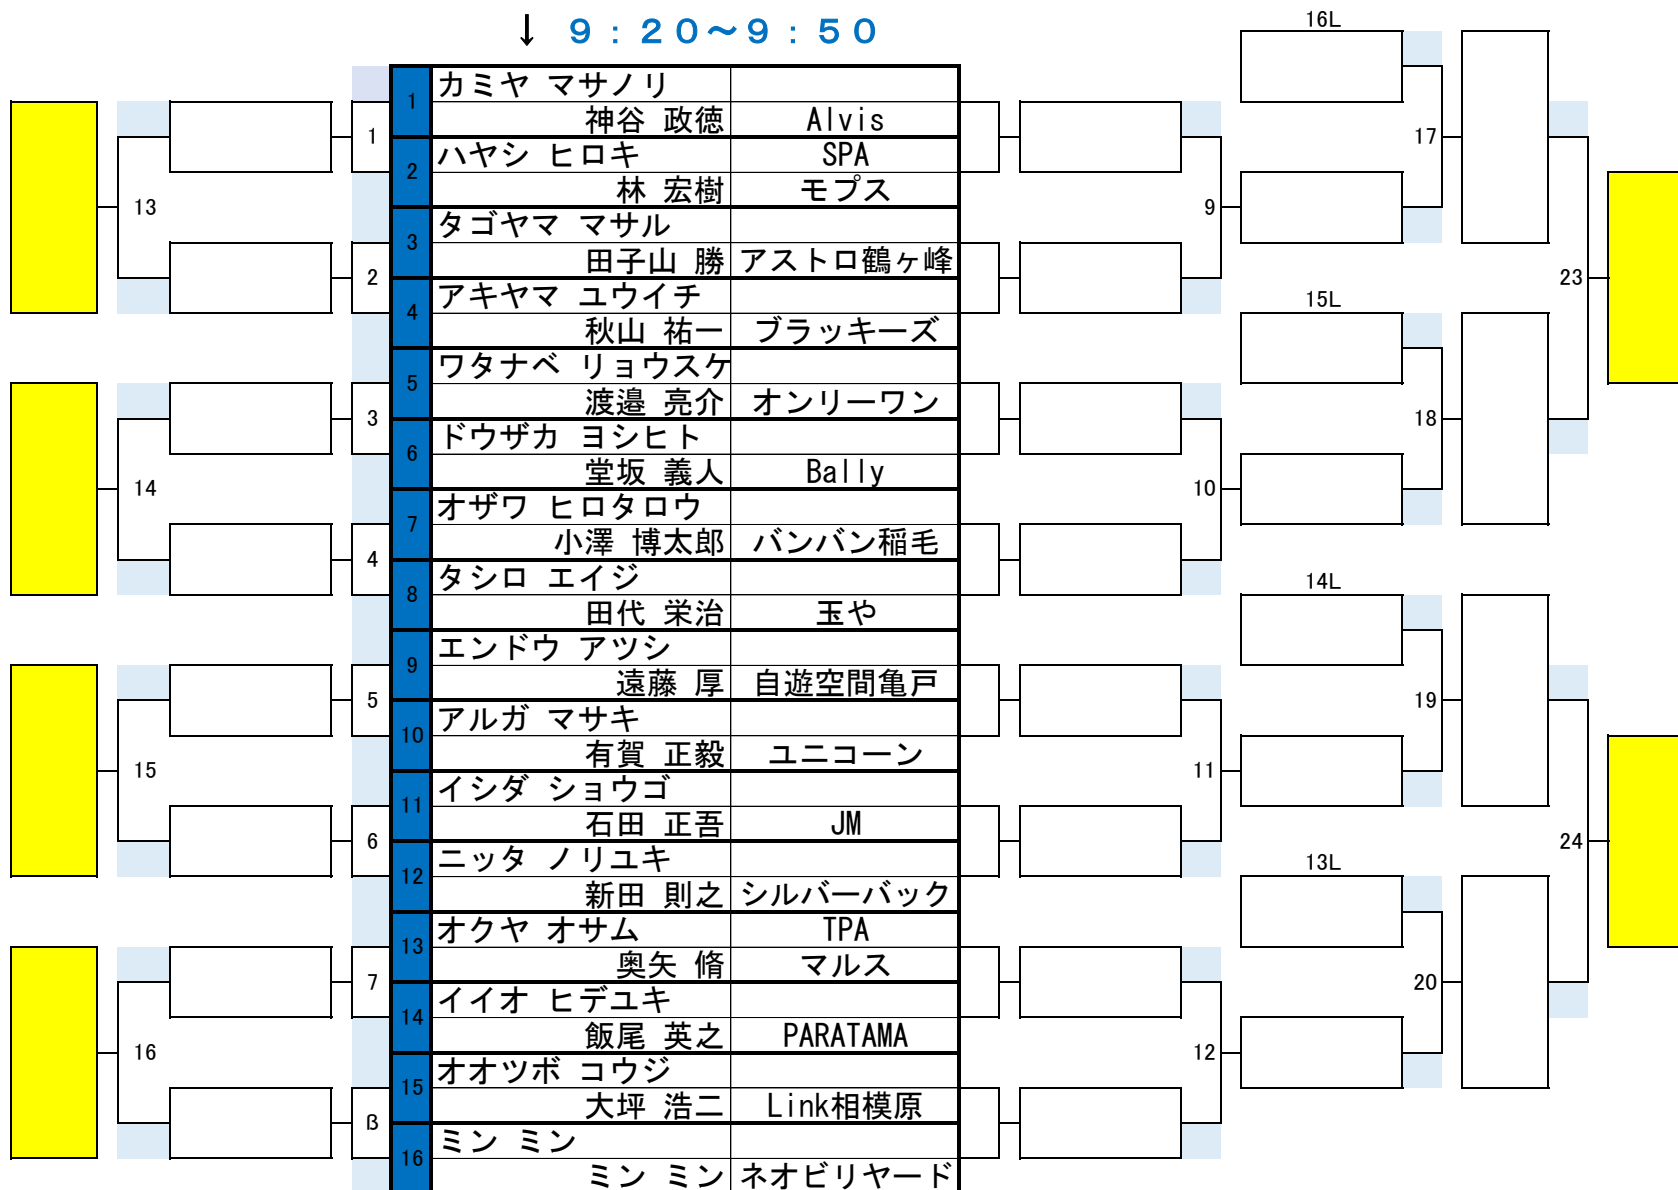 ↓ 9:20～9:50
16L
カミヤ マサノリ
1
神谷 政徳 Alvis
1
17
ハヤシ ヒロキ SPA
2
林 宏樹 モプス
13
9
タゴヤマ マサル
3
田子山 勝 アストロ鶴ヶ峰
2
23
アキヤマ ユウイチ
15L
4
秋山 祐一 ブラッキーズ
ワタナベ リョウスケ
5
渡邉 亮介 オンリーワン
3
18
ドウザカ ヨシヒト
6
堂坂 義人 Bally
14
10
オザワ ヒロタロウ
7
小澤 博太郎 バンバン稲毛
4
タシロ エイジ
14L
8
田代 栄治 玉や
エンドウ アツシ
9
遠藤 厚 自遊空間亀戸
5
19
アルガ マサキ
10
有賀 正毅 ユニコーン
15
11
イシダ ショウゴ
11
石田 正吾 JM
6
24
ニッタ ノリユキ
13L
12
新田 則之 シルバーバック
オクヤ オサム TPA
13
奥矢 脩 マルス
7
20
イイオ ヒデユキ
14
飯尾 英之 PARATAMA
16
12
オオツボ コウジ
15
大坪 浩二 Link相模原
8
ミン ミン
16
ミン ミン ネオビリヤード